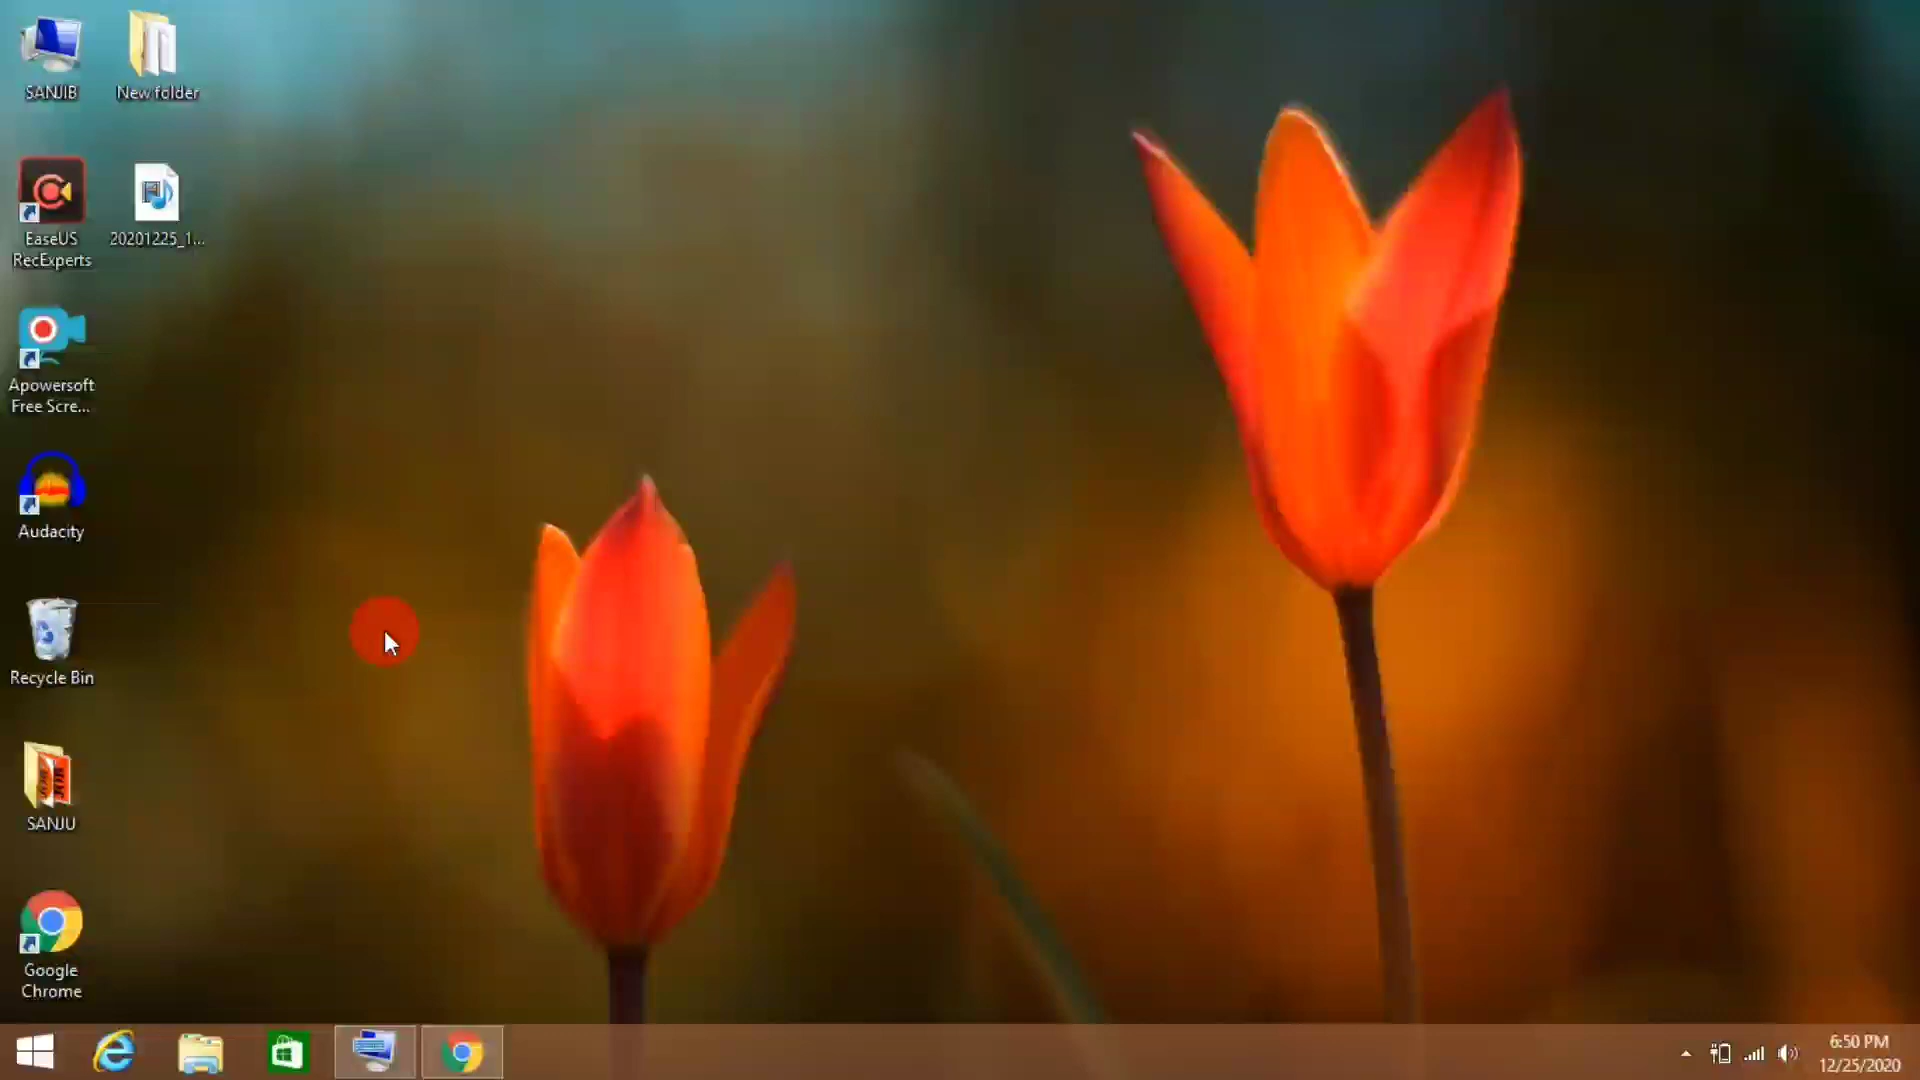 SANJIB
New folder
EaseUS
RecExperts
20201225_1...
Apowersoft
Free Scre...
Audacity
Recycle Bin
SANJU
Google
Chrome
6:50 PM
12/25/2020